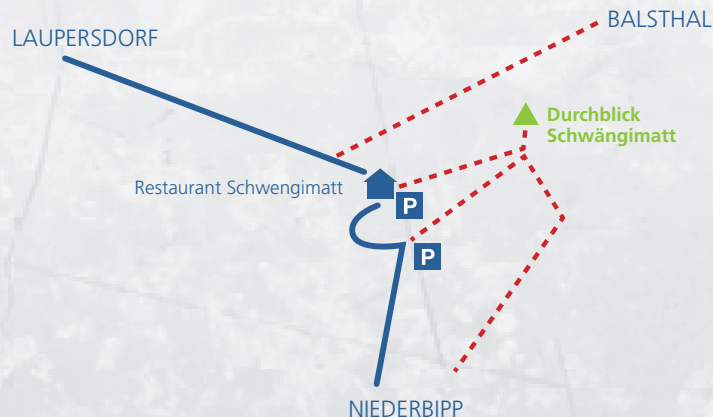 BALSTHAL
LAUPERSDORF
Durchblick
Schwängimatt
Restaurant Schwengimatt
P
P
NIEDERBIPP